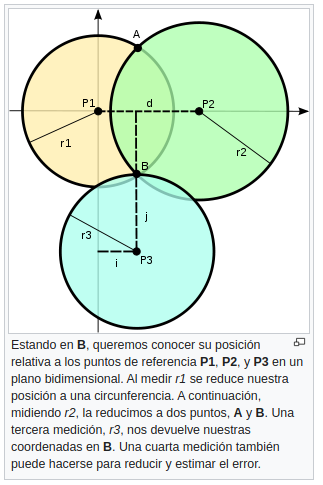 A
P1
d
P2
r1
r2
B
r3
j
i
P3
Estando en B, queremos conocer su posición
relativa a los puntos de referencia P1, P2, y P3 en un
plano bidimensional. Al medir r1 se reduce nuestra
posición a una circunferencia. A continuación,
midiendo r2, la reducimos a dos puntos, A y B. Una
tercera medición, r3, nos devuelve nuestras
coordenadas en B. Una cuarta medición también
puede hacerse para reducir y estimar el error.